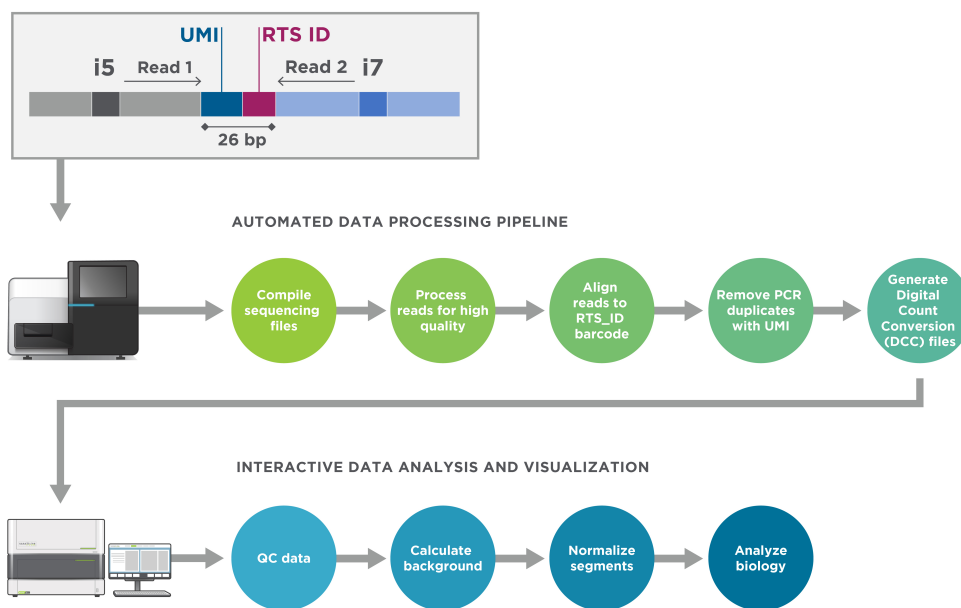 UMI RTS ID
i5 Read 1 Read 2 i7
26 bp
AUTOMATED DATA PROCESSING PIPELINE
Compile
sequencing
files
Process
reads for high
quality
Align
reads to
RTS_ID
barcode
Remove PCR
duplicates
with UMI
Generate
Digital
Count
Conversion
(DCC) files
INTERACTIVE DATA ANALYSIS AND VISUALIZATION
QC data
Calculate
background
Normalize
segments
Analyze
biology